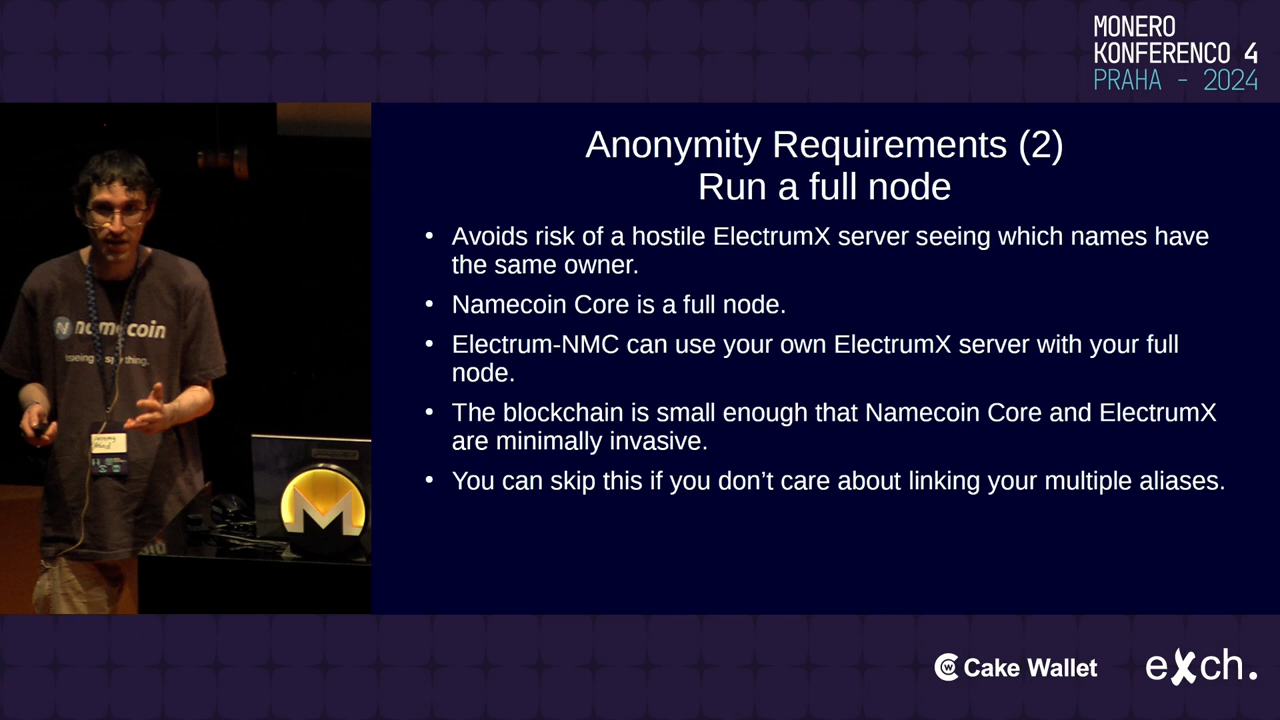 MONERO
KONFERENCO 4
PRAHA - 2024
Anonymity Requirements (2)
Run a full node
• Avoids risk of a hostile ElectrumX server seeing which names have
the same owner.
• Namecoin Core is a full node.
• Electrum-NMC can use your own ElectrumX server with your full
node.
• The blockchain is small enough that Namecoin Core and ElectrumX
are minimally invasive.
• You can skip this if you don’t care about linking your multiple aliases.
namecoin
Cake Wallet
exch.